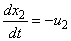 dx₂/dt = −u₂